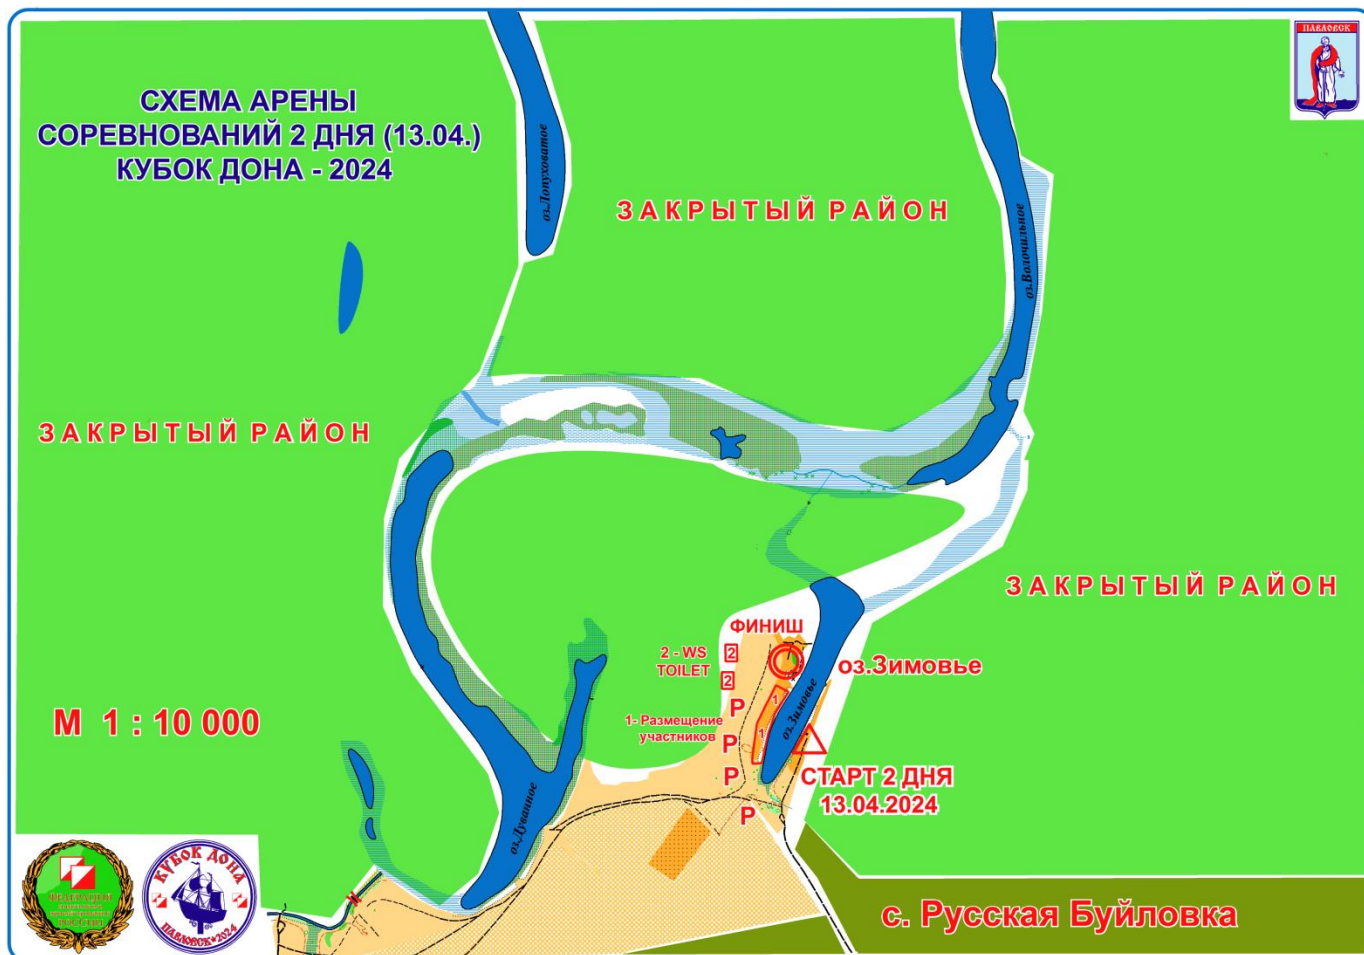 СХЕМА АРЕНЫ
СОРЕВНОВАНИЙ 2 ДНЯ (13.04.)
КУБОК ДОНА - 2024
ПАВЛОВСК
оз.Лопуховатое
ЗАКРЫТЫЙ РАЙОН
оз.Волочильное
ЗАКРЫТЫЙ РАЙОН
ЗАКРЫТЫЙ РАЙОН
ФИНИШ
2 - WS
TOILET
2
2
оз.Зимовье
оз.Зимовье
1
1
1- Размещение
участников
P
P
P
P
М 1 : 10 000
СТАРТ 2 ДНЯ
13.04.2024
оз.Луванное
с. Русская Буйловка
КУБОК ДОНА
ПАВЛОВСК*2024